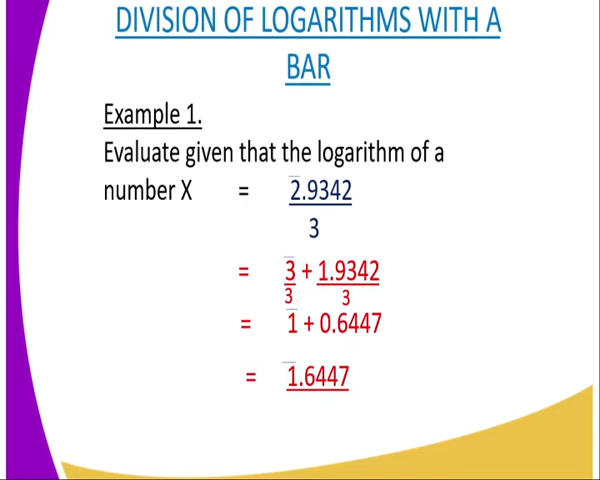 DIVISION OF LOGARITHMS WITH A
BAR
Example 1.
Evaluate given that the logarithm of a
number X = 2̅.9342
3
= 3̅ + 1.9342
3 3
= 1̅ + 0.6447
= 1̅.6447